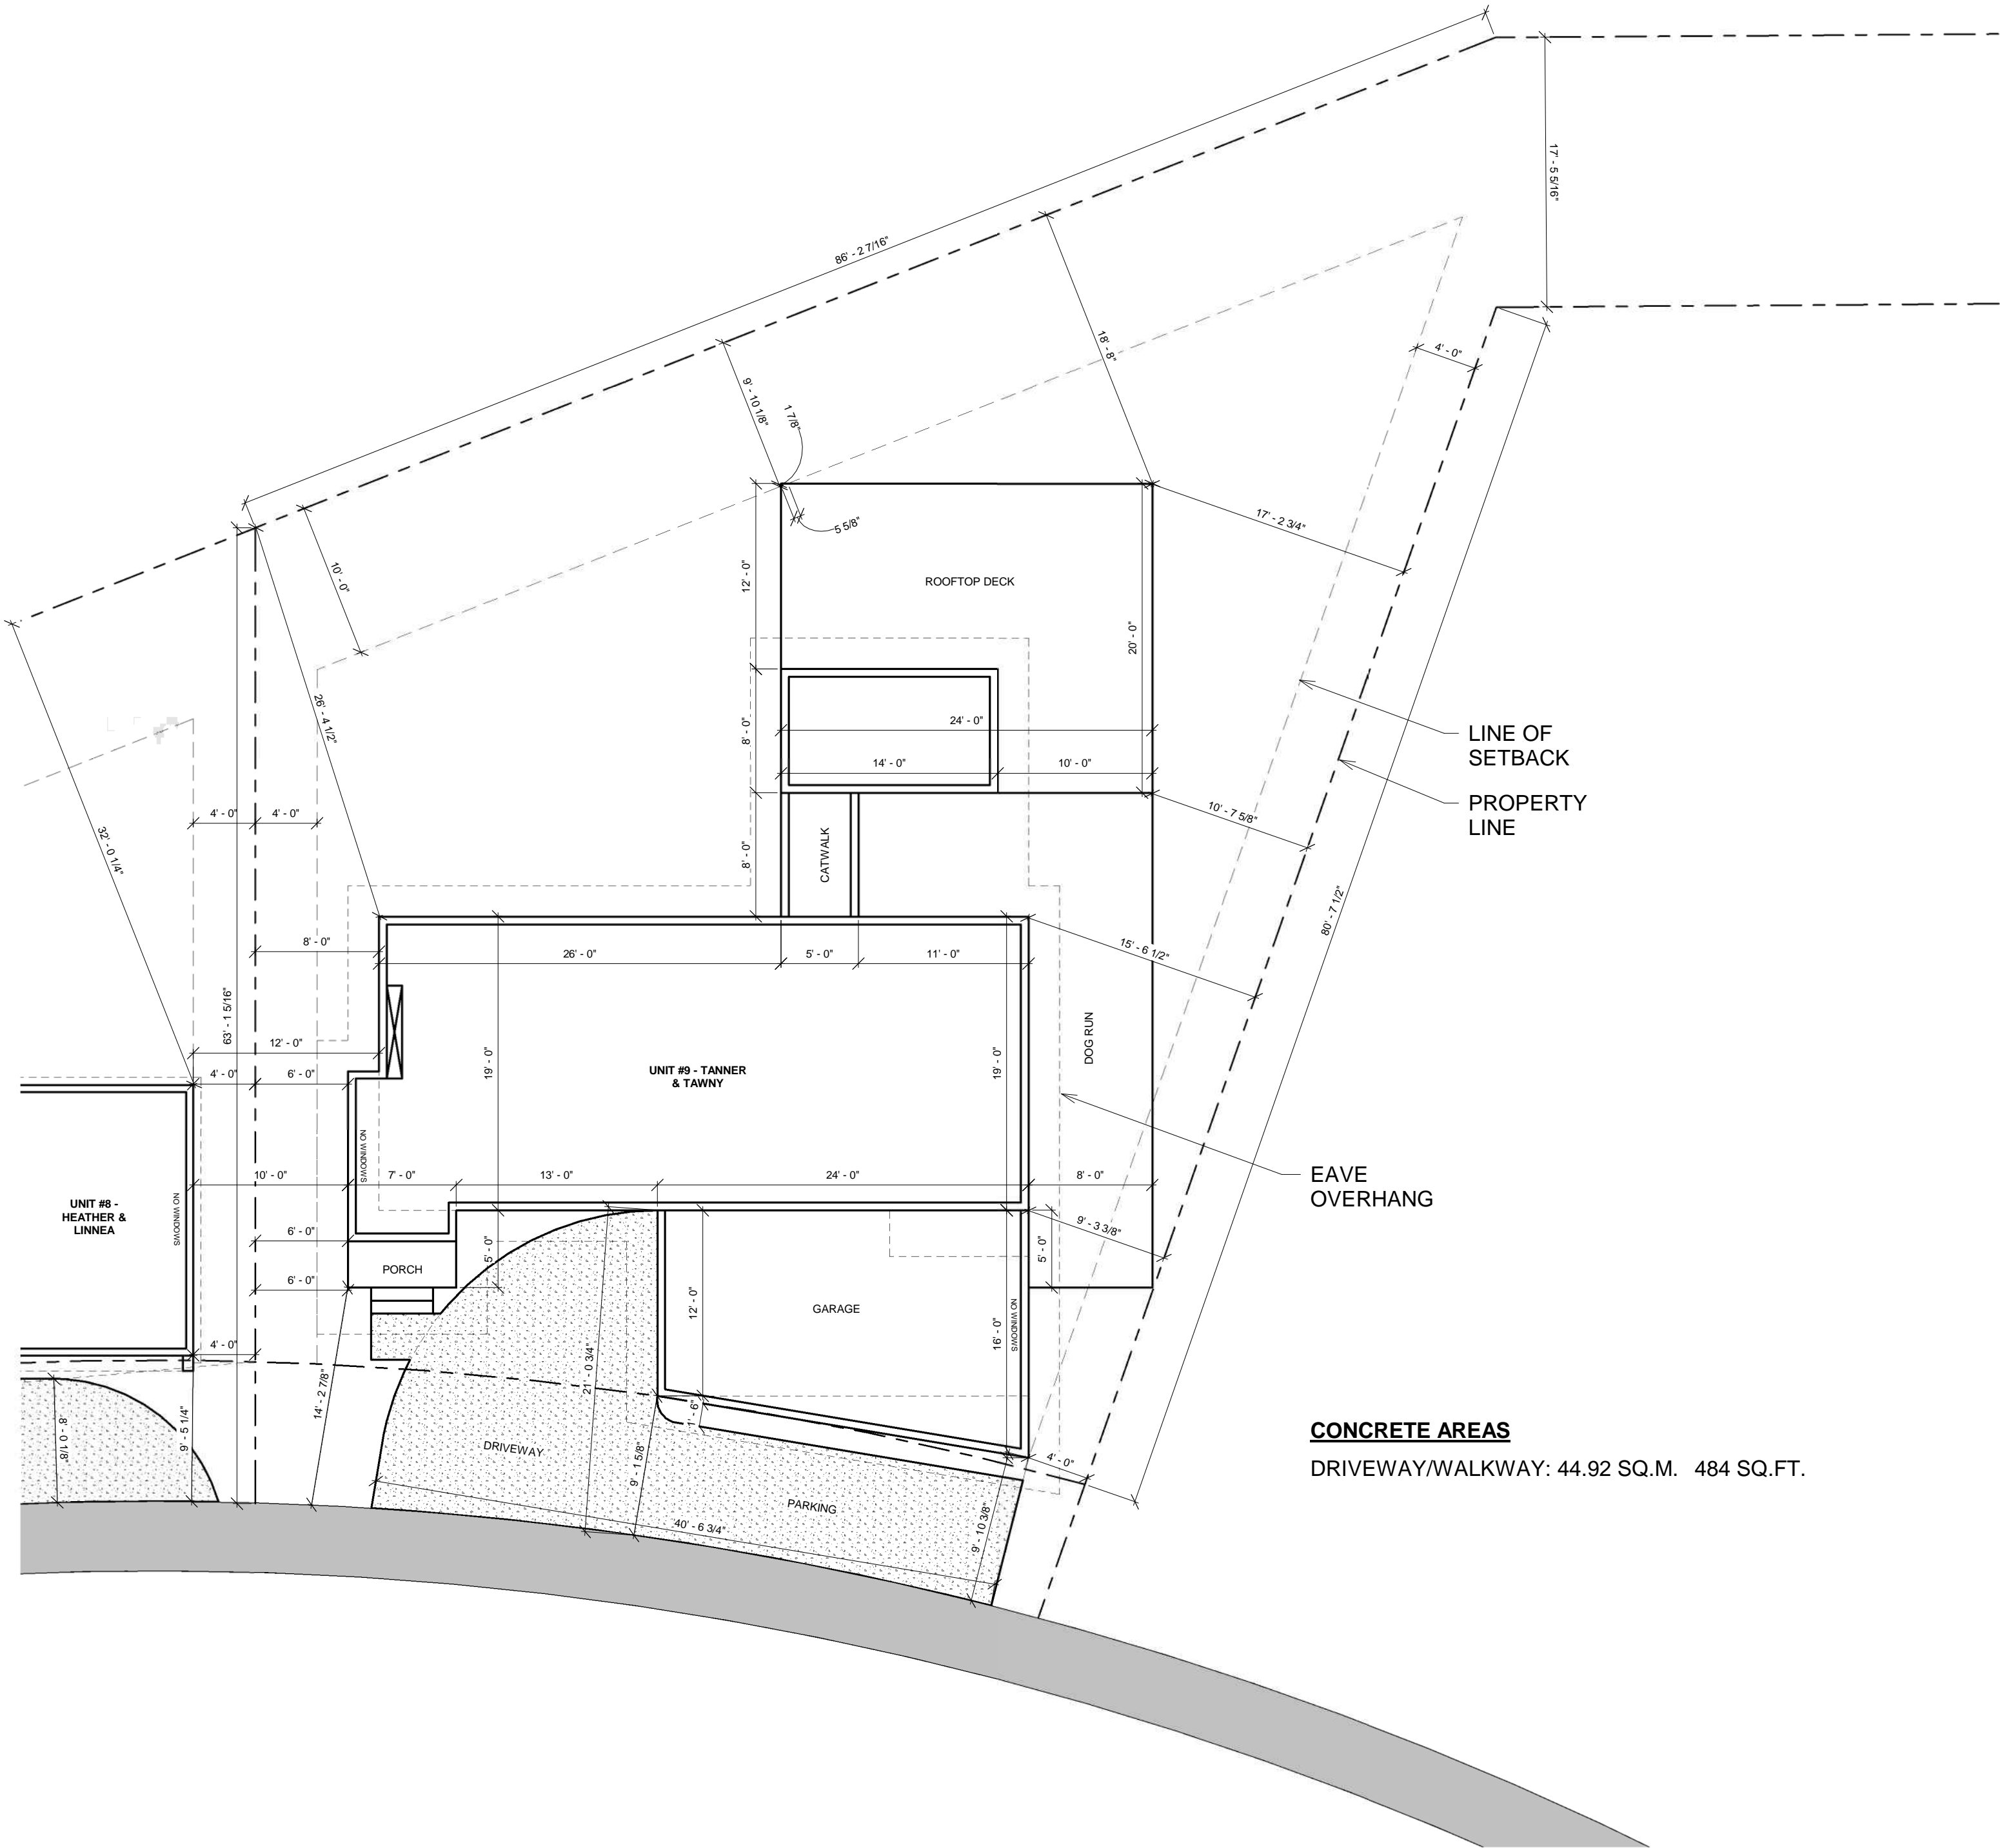 86' - 2 7/16"
17' - 5 5/16"
18' - 8"
4' - 0"
9' - 10 1/8"
1 7/8"
5 5/8"
17' - 2 3/4"
10' - 0"
12' - 0"
ROOFTOP DECK
20' - 0"
26' - 4 1/2"
8' - 0"
24' - 0"
14' - 0"
10' - 0"
LINE OF
SETBACK
PROPERTY
LINE
4' - 0"
4' - 0"
32' - 0 1/4"
8' - 0"
CATWALK
10' - 7 5/8"
80' - 7 1/2"
8' - 0"
26' - 0"
5' - 0"
11' - 0"
15' - 6 1/2"
63' - 1 5/16"
12' - 0"
19' - 0"
19' - 0"
DOG RUN
4' - 0"
6' - 0"
UNIT #9 - TANNER
& TAWNY
NO WINDOWS
10' - 0"
7' - 0"
13' - 0"
24' - 0"
8' - 0"
EAVE
OVERHANG
UNIT #8 -
HEATHER &
LINNEA
NO WINDOWS
6' - 0"
5' - 0"
5' - 0"
9' - 3 3/8"
PORCH
6' - 0"
12' - 0"
GARAGE
16' - 0"
NO WINDOWS
4' - 0"
14' - 2 7/8"
21' - 0 3/4"
8' - 0 1/8"
9' - 5 1/4"
1' - 6"
DRIVEWAY
9' - 1 5/8"
4' - 0"
PARKING
40' - 6 3/4"
9' - 10 3/8"
CONCRETE AREAS
DRIVEWAY/WALKWAY: 44.92 SQ.M. 484 SQ.FT.